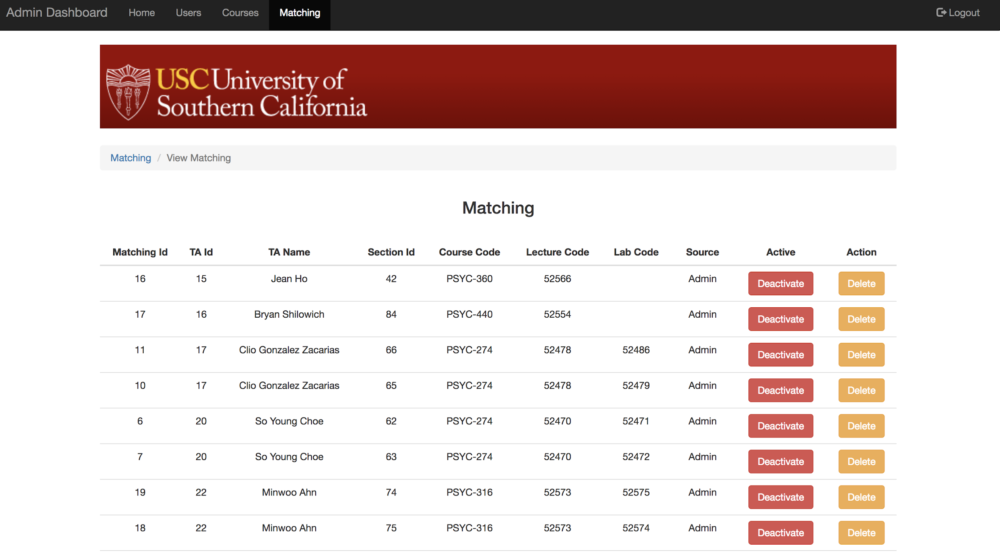 Admin Dashboard Home Users Courses Matching Logout
USC University of
Southern California
Matching / View Matching
Matching
Matching Id TA Id TA Name Section Id Course Code Lecture Code Lab Code Source Active Action
16 15 Jean Ho 42 PSYC-360 52566 Admin Deactivate Delete
17 16 Bryan Shilowich 84 PSYC-440 52554 Admin Deactivate Delete
11 17 Clio Gonzalez Zacarias 66 PSYC-274 52478 52486 Admin Deactivate Delete
10 17 Clio Gonzalez Zacarias 65 PSYC-274 52478 52479 Admin Deactivate Delete
6 20 So Young Choe 62 PSYC-274 52470 52471 Admin Deactivate Delete
7 20 So Young Choe 63 PSYC-274 52470 52472 Admin Deactivate Delete
19 22 Minwoo Ahn 74 PSYC-316 52573 52575 Admin Deactivate Delete
18 22 Minwoo Ahn 75 PSYC-316 52573 52574 Admin Deactivate Delete